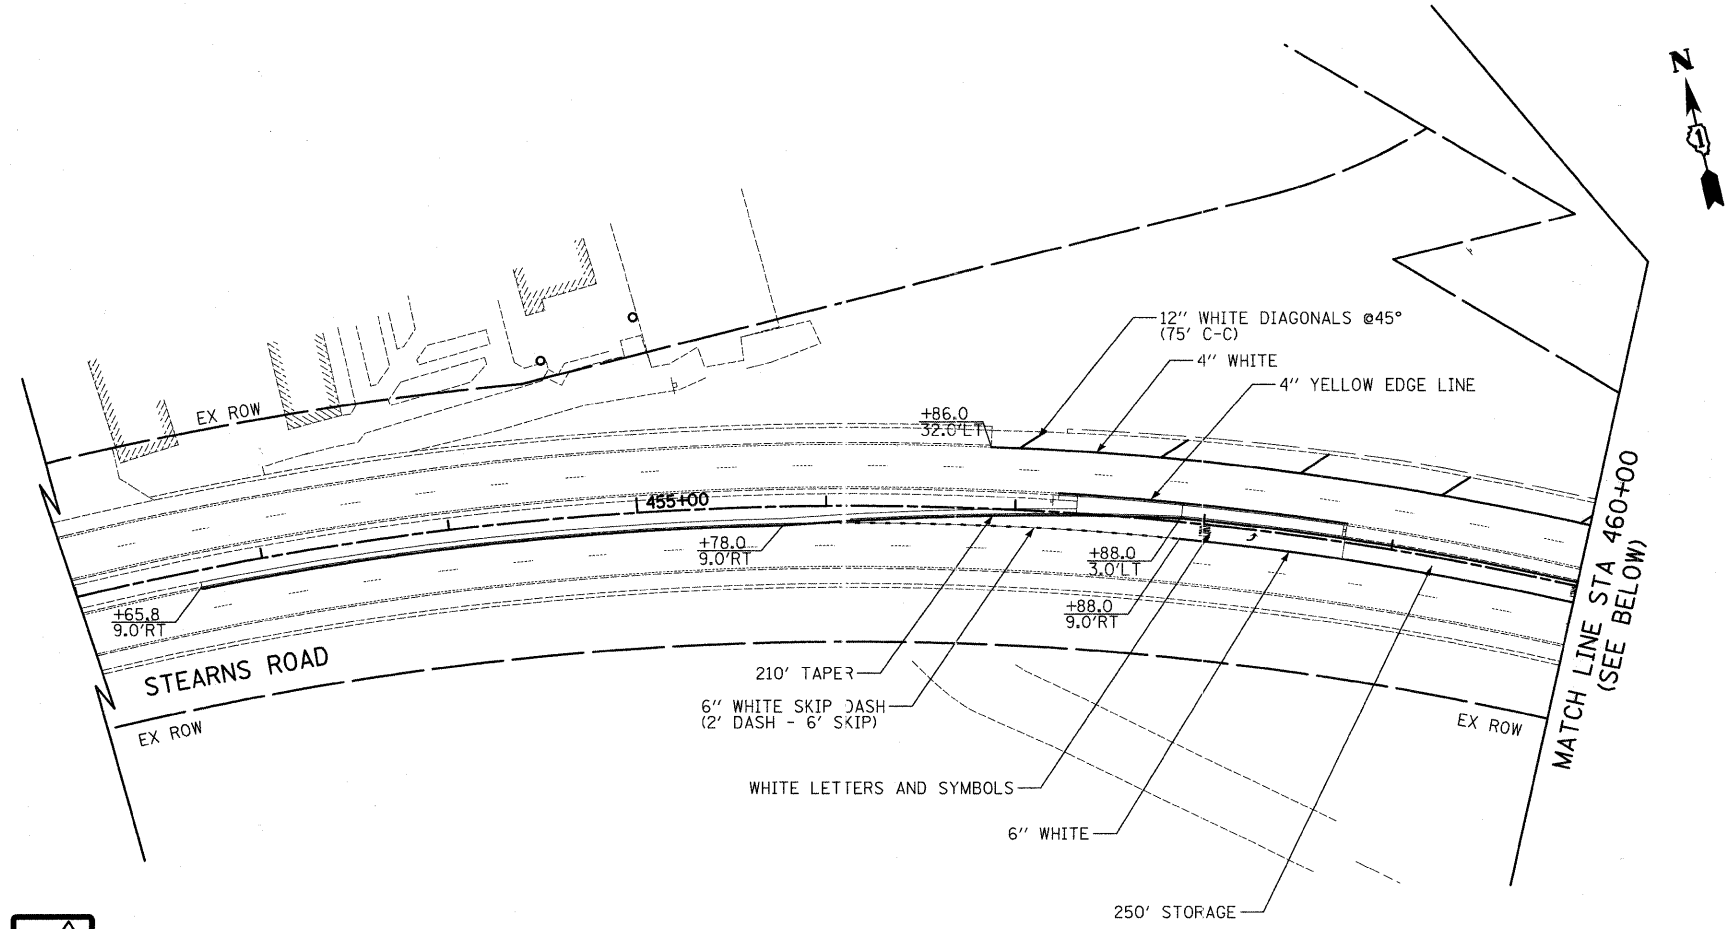 N
1
12" WHITE DIAGONALS @45°
(75' C-C)
4" WHITE
4" YELLOW EDGE LINE
EX ROW
+86.0
32.0'LT
455+00
+78.0
9.0'RT
+88.0
3.0'LT
+65.8
9.0'RT
+88.0
9.0'RT
STEARNS ROAD
210' TAPER
6" WHITE SKIP DASH
(2' DASH - 6' SKIP)
EX ROW
EX ROW
MATCH LINE STA 460+00
(SEE BELOW)
WHITE LETTERS AND SYMBOLS
6" WHITE
250' STORAGE